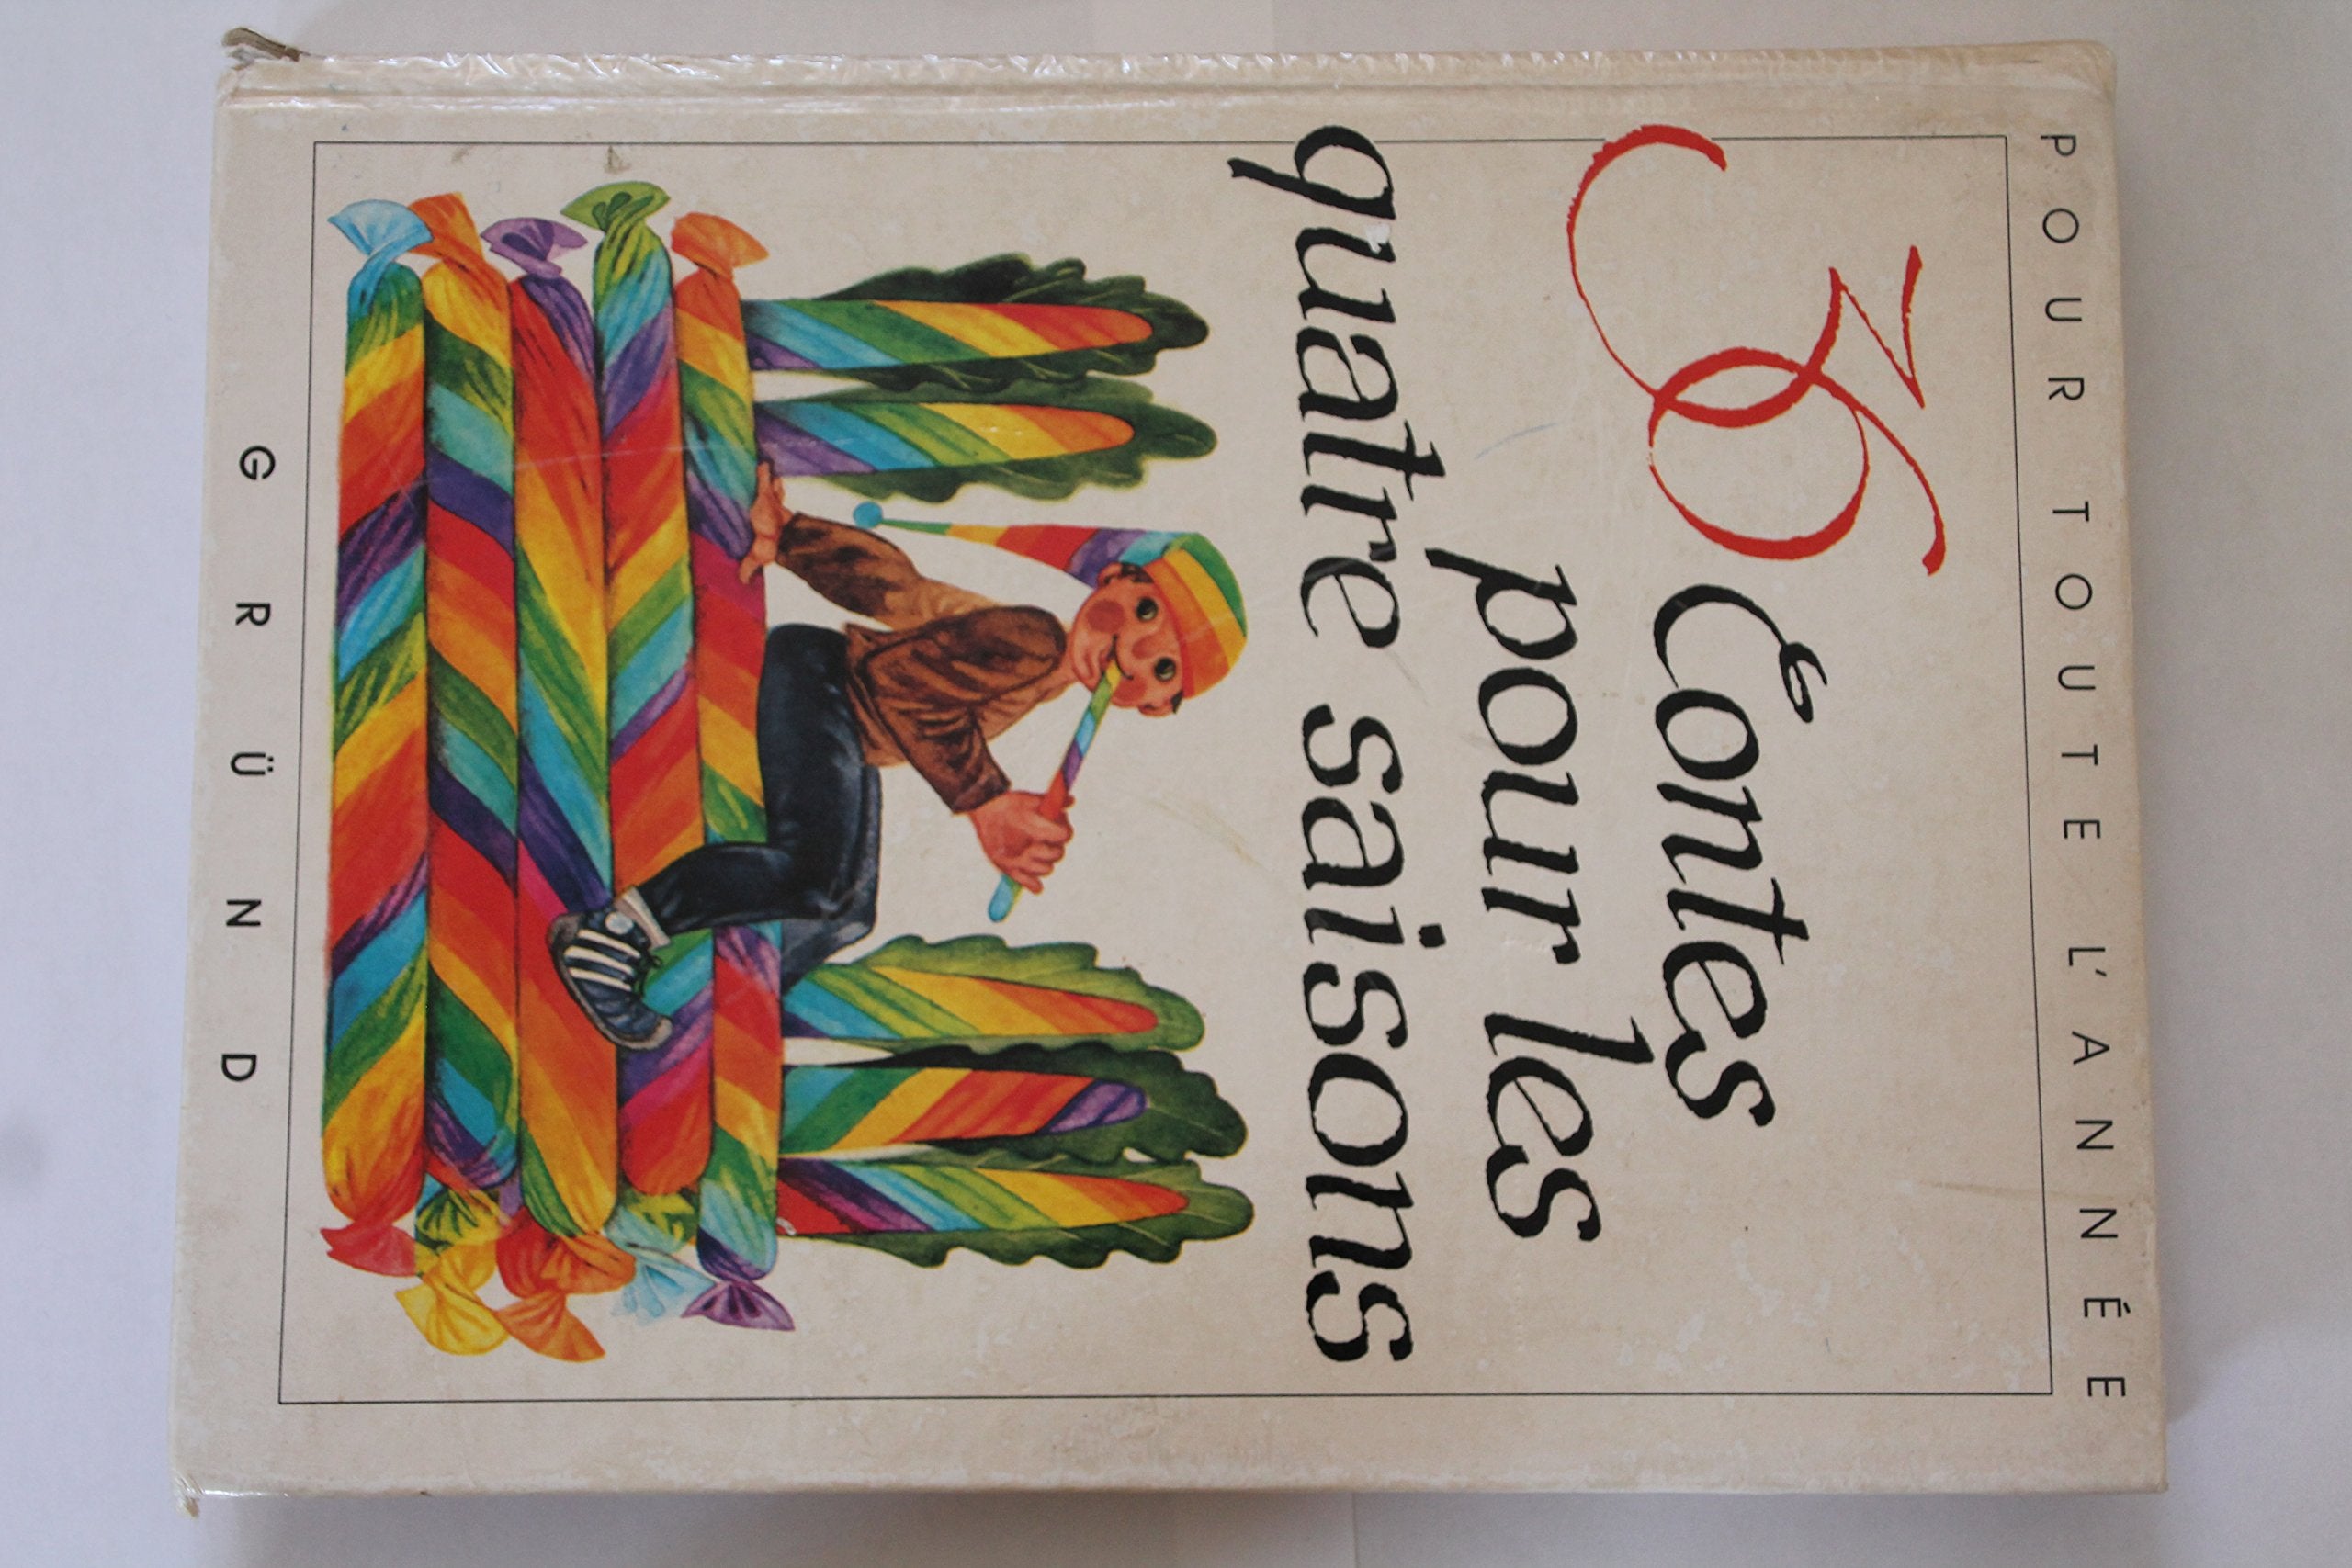 POUR TOUTE L'ANNÉE
36 Contes
pour les
quatre saisons
GRÜND